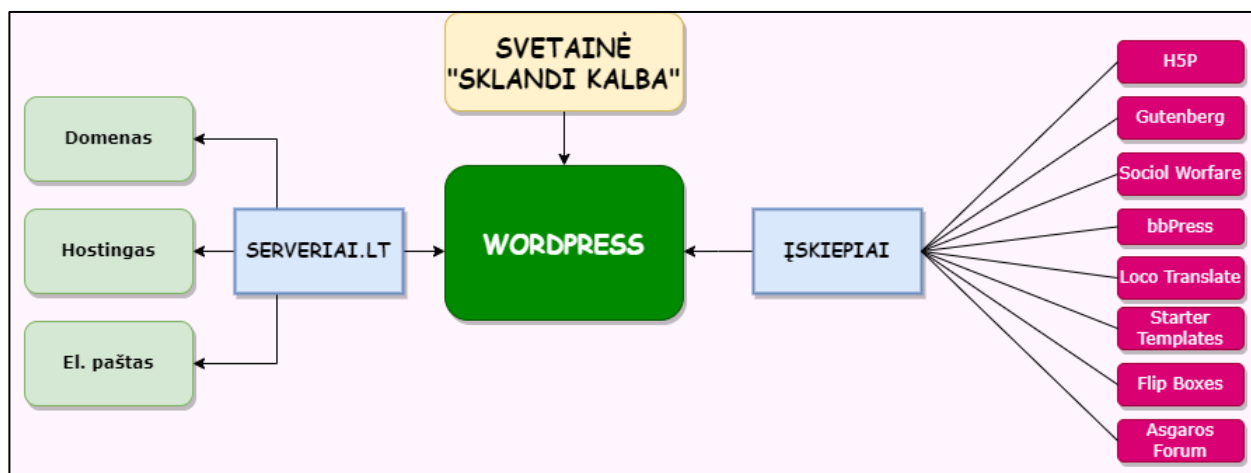 SVETAINĖ
"SKLANDI KALBA"
Domenas
Hostingas
El. paštas
SERVERIAI.LT
WORDPRESS
ĮSKIEPIAI
H5P
Gutenberg
Sociol Worfare
bbPress
Loco Translate
Starter
Templates
Flip Boxes
Asgaros
Forum